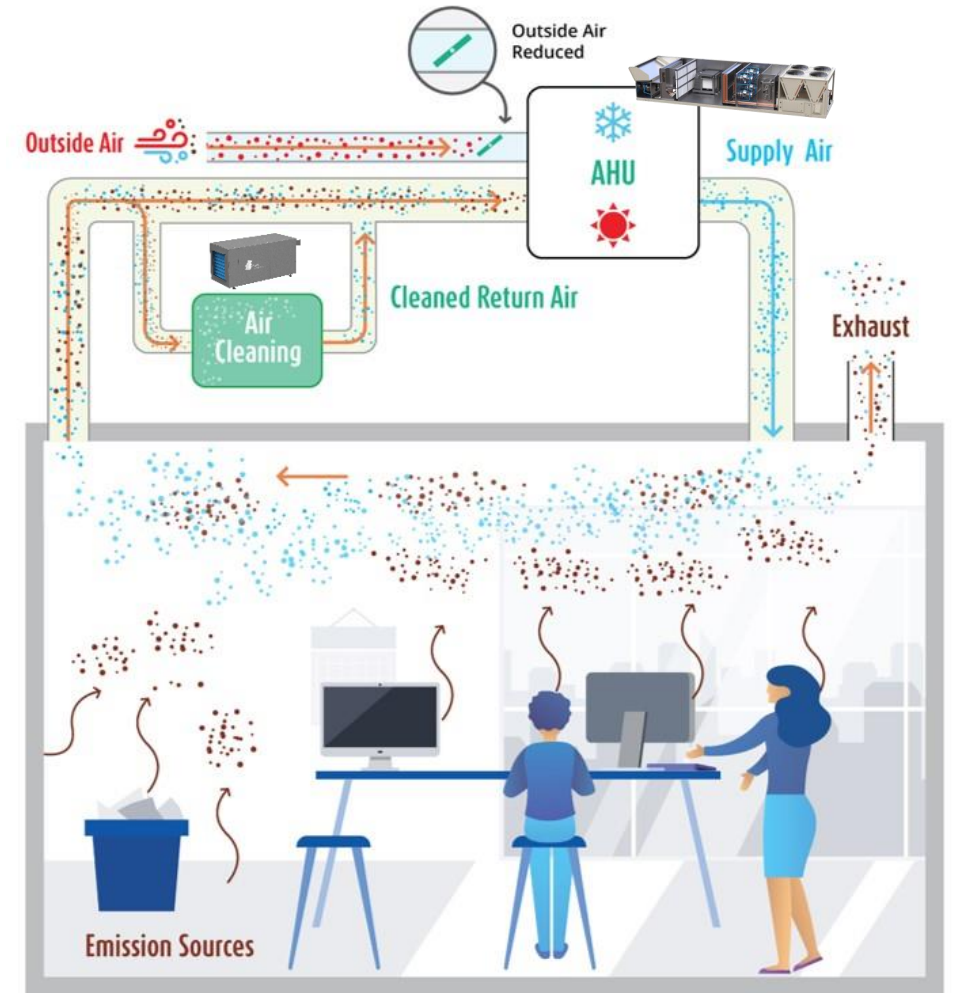 Outside Air
Reduced
Outside Air
AHU
Supply Air
Cleaned Return Air
Air
Cleaning
Exhaust
Emission Sources